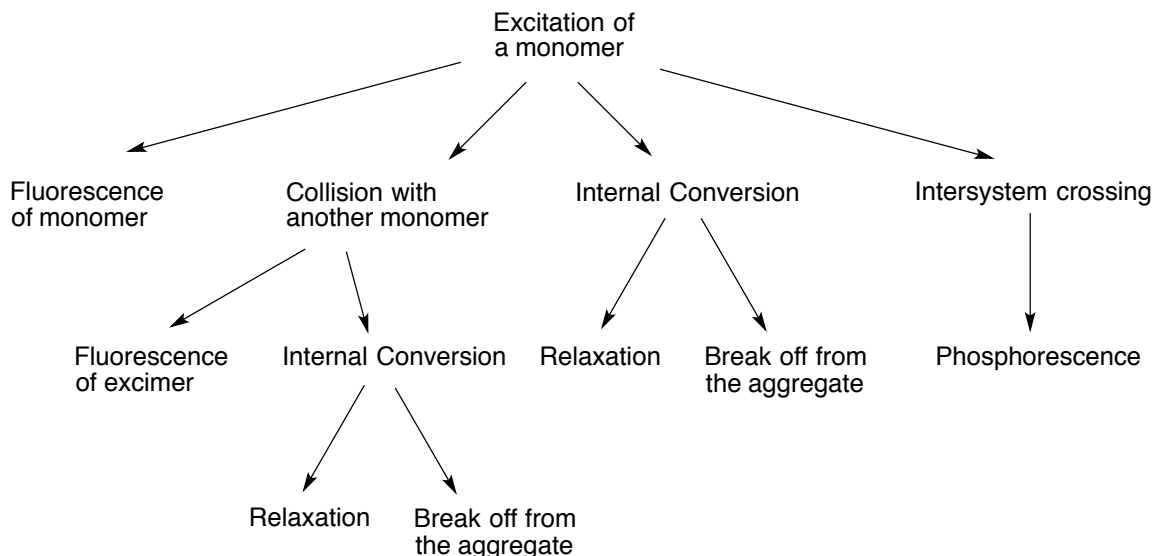 Excitation of
a monomer
Fluorescence
of monomer
Collision with
another monomer
Internal Conversion
Intersystem crossing
Fluorescence
of excimer
Internal Conversion
Relaxation
Break off from
the aggregate
Phosphorescence
Relaxation
Break off from
the aggregate